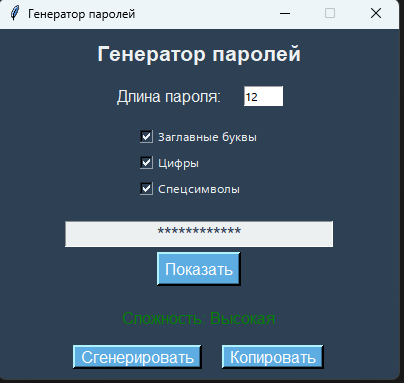 Генератор паролей
Генератор паролей
Длина пароля: 12
Заглавные буквы
Цифры
Спецсимволы
************
Показать
Сложность: Высокая
Сгенерировать Копировать